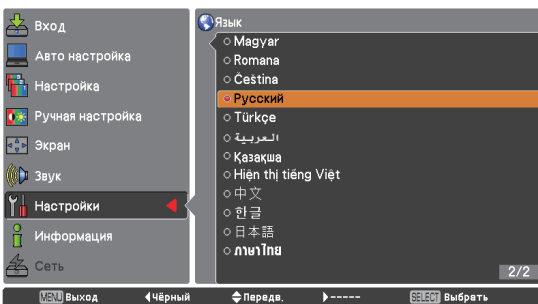 Вход
Авто настройка
Настройка
Ручная настройка
Экран
Звук
Настройки
Информация
Сеть
Язык
Magyar
Romana
Čeština
Русский
Türkçe
العربية
Қазақша
Hiện thị tiếng Việt
中文
한글
日本語
ภาษาไทย
2/2
MENU Выход ◀Чёрный ◆Передв. ▶----- SELECT Выбрать